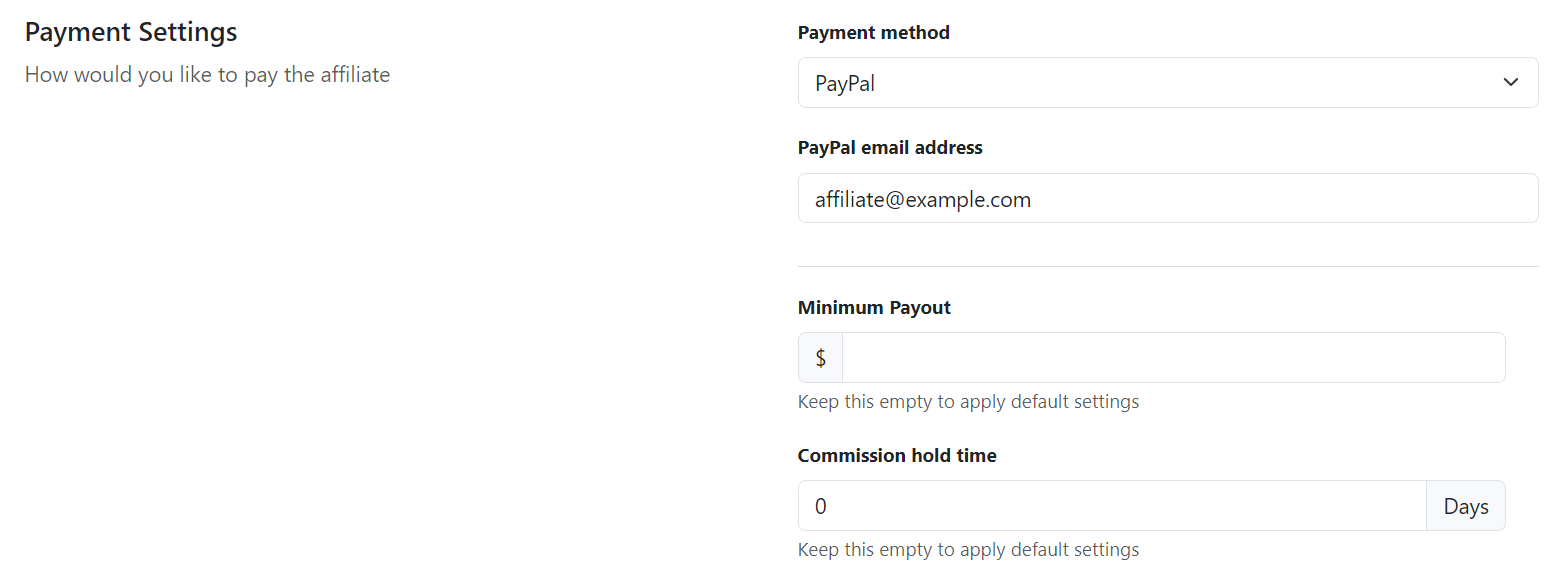 Payment Settings
How would you like to pay the affiliate
Payment method
PayPal
PayPal email address
affiliate@example.com
Minimum Payout
$
Keep this empty to apply default settings
Commission hold time
0 Days
Keep this empty to apply default settings